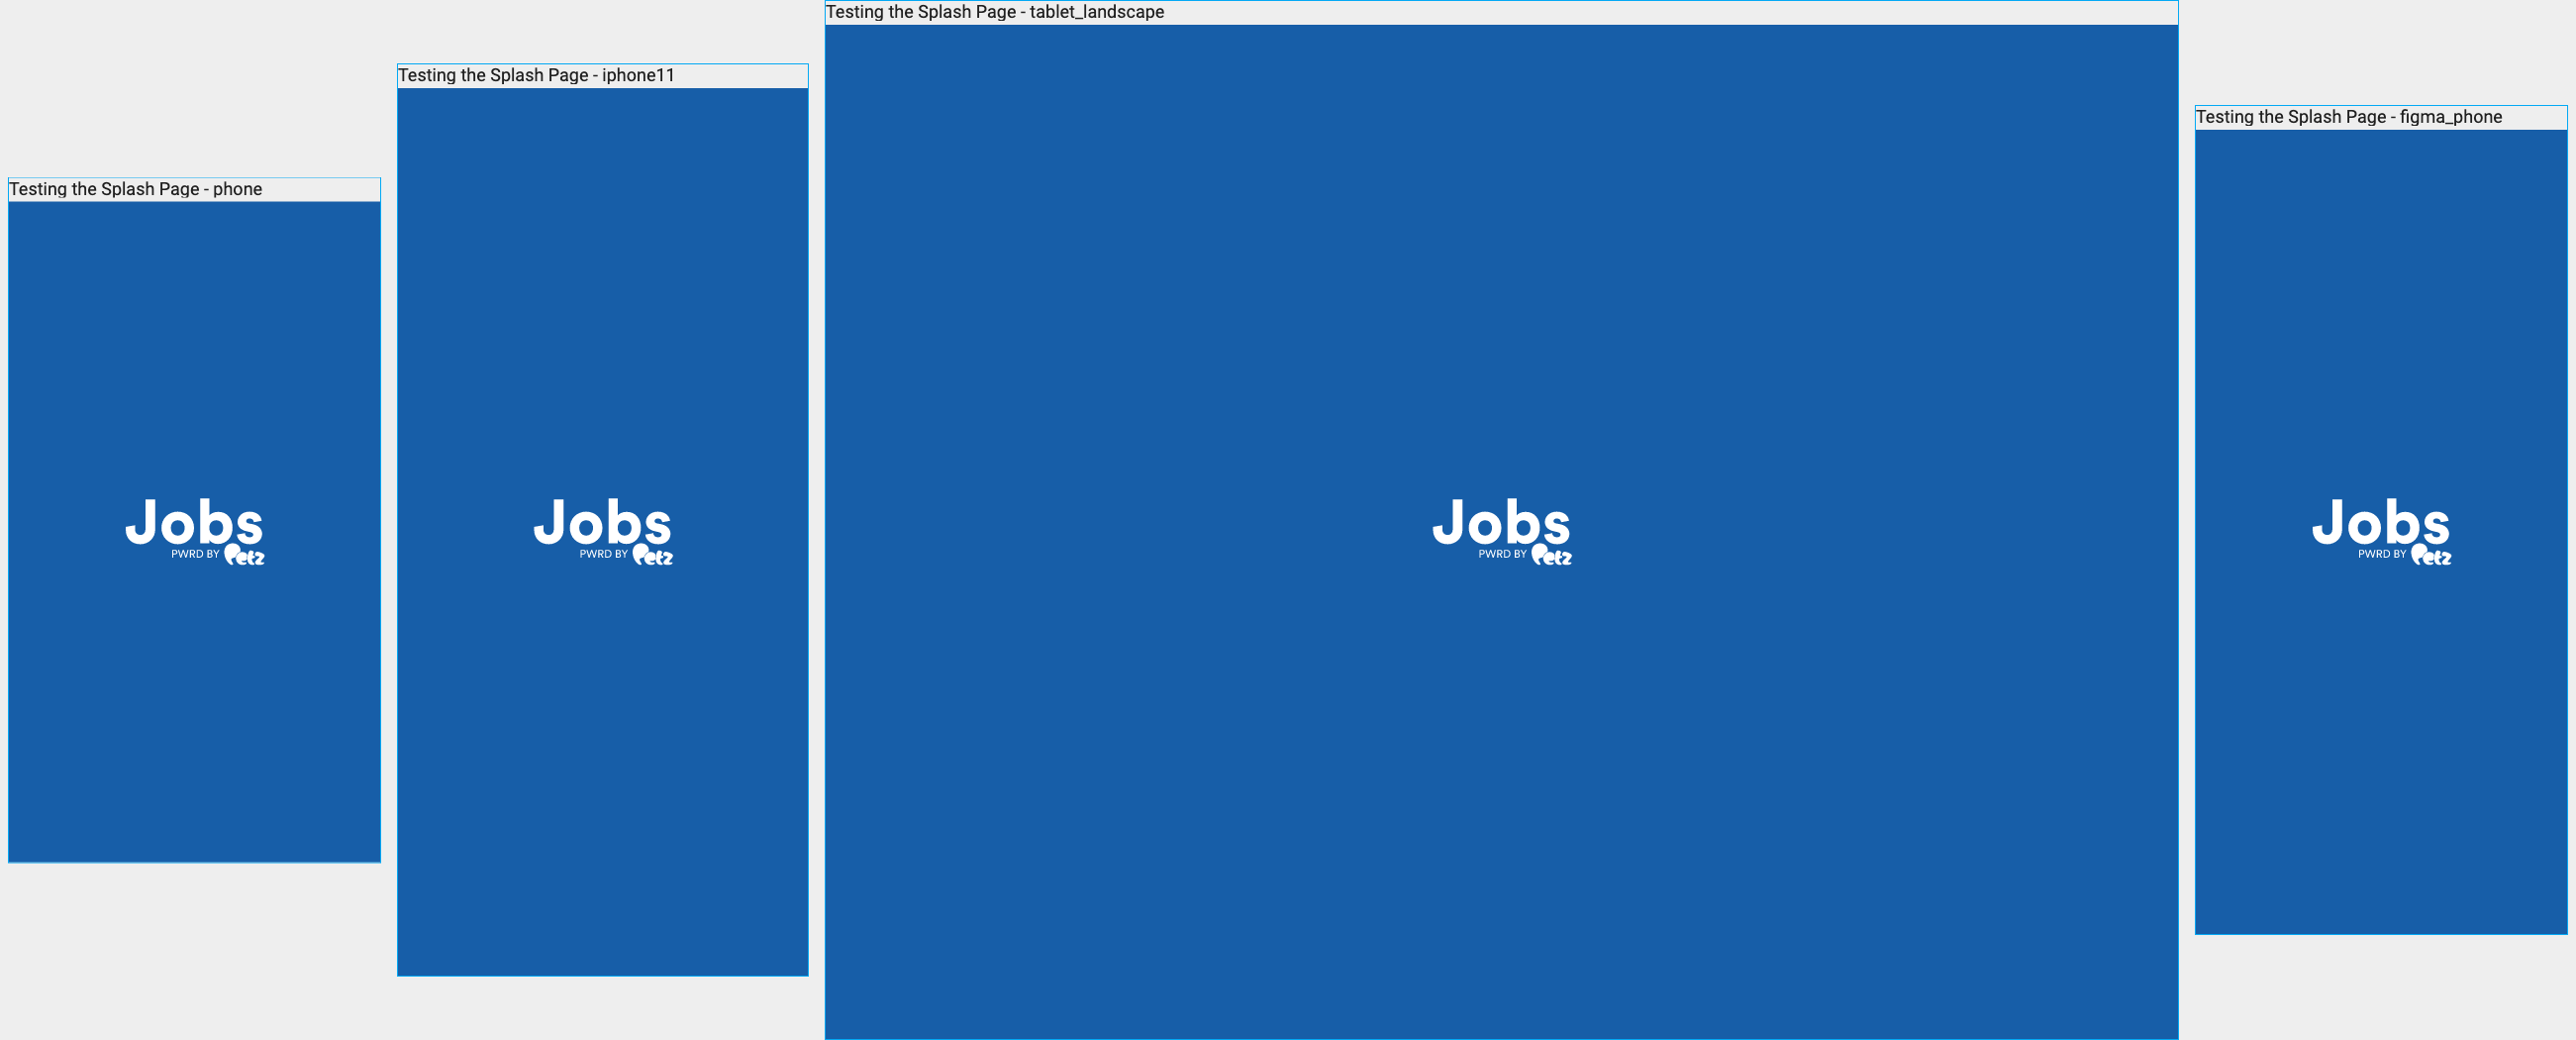 Testing the Splash Page - phone
Jobs
PWRD BY Petz
Testing the Splash Page - iphone11
Jobs
PWRD BY Petz
Testing the Splash Page - tablet_landscape
Jobs
PWRD BY Petz
Testing the Splash Page - figma_phone
Jobs
PWRD BY Petz